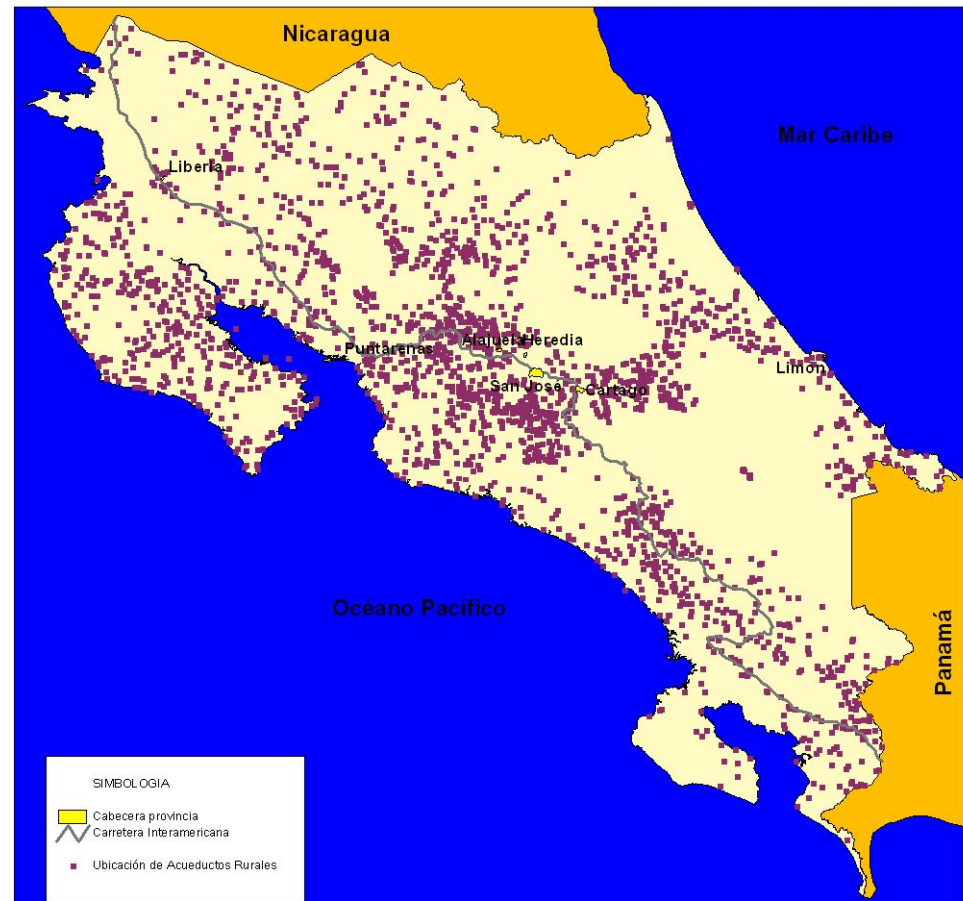 Nicaragua
Mar Caribe
Liberia
Puntarenas
Alajuela
Heredia
San José
Cartago
Limón
Océano Pacífico
Panamá
SIMBOLOGIA
Cabecera provincia
Carretera Interamericana
Ubicación de Acueductos Rurales